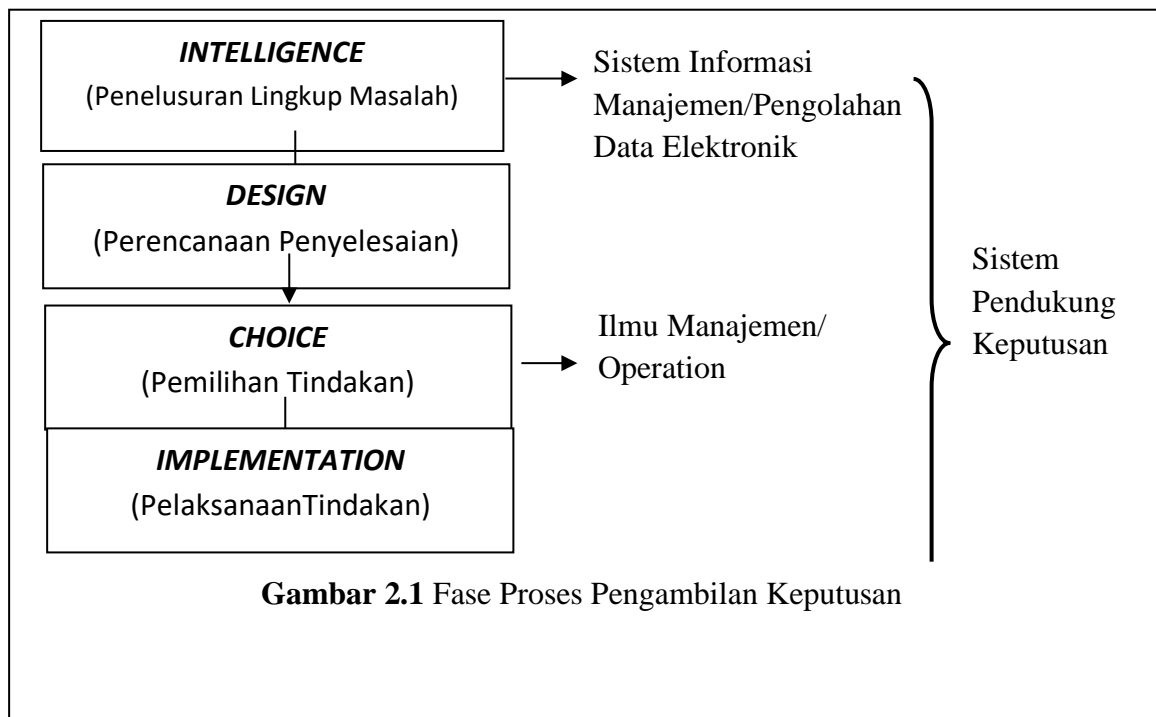 INTELLIGENCE
(Penelusuran Lingkup Masalah)
Sistem Informasi
Manajemen/Pengolahan
Data Elektronik
DESIGN
(Perencanaan Penyelesaian)
CHOICE
(Pemilihan Tindakan)
Ilmu Manajemen/
Operation
IMPLEMENTATION
(PelaksanaanTindakan)
Sistem
Pendukung
Keputusan
Gambar 2.1 Fase Proses Pengambilan Keputusan